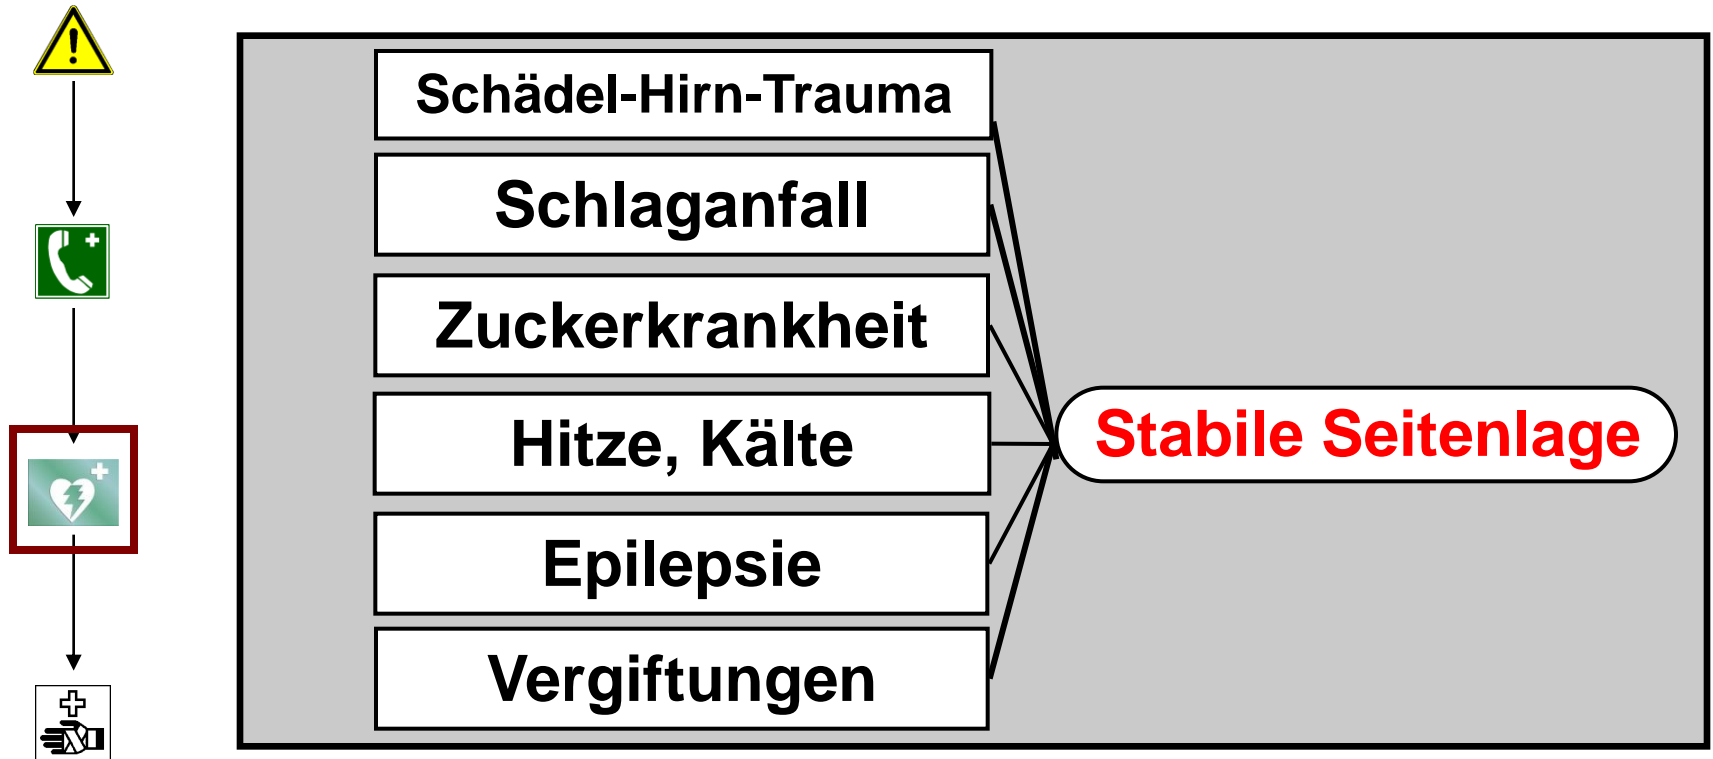 Schädel-Hirn-Trauma
Schlaganfall
Zuckerkrankheit
Hitze, Kälte
Epilepsie
Vergiftungen
Stabile Seitenlage